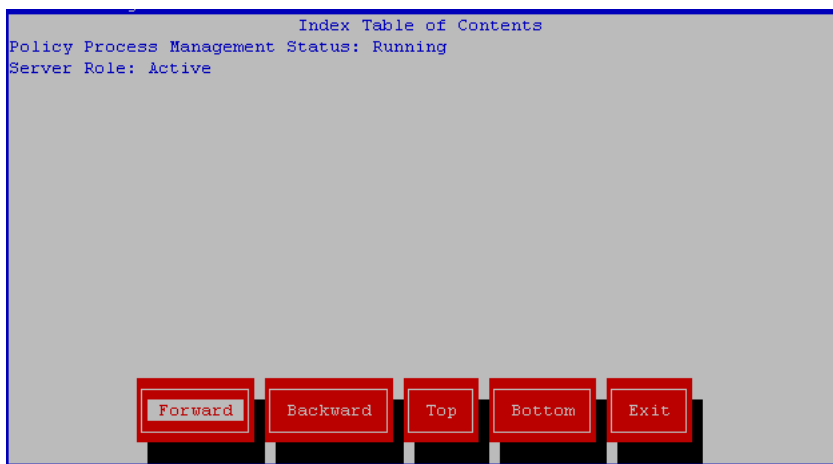 Index Table of Contents
Policy Process Management Status: Running
Server Role: Active
Forward Backward Top Bottom Exit